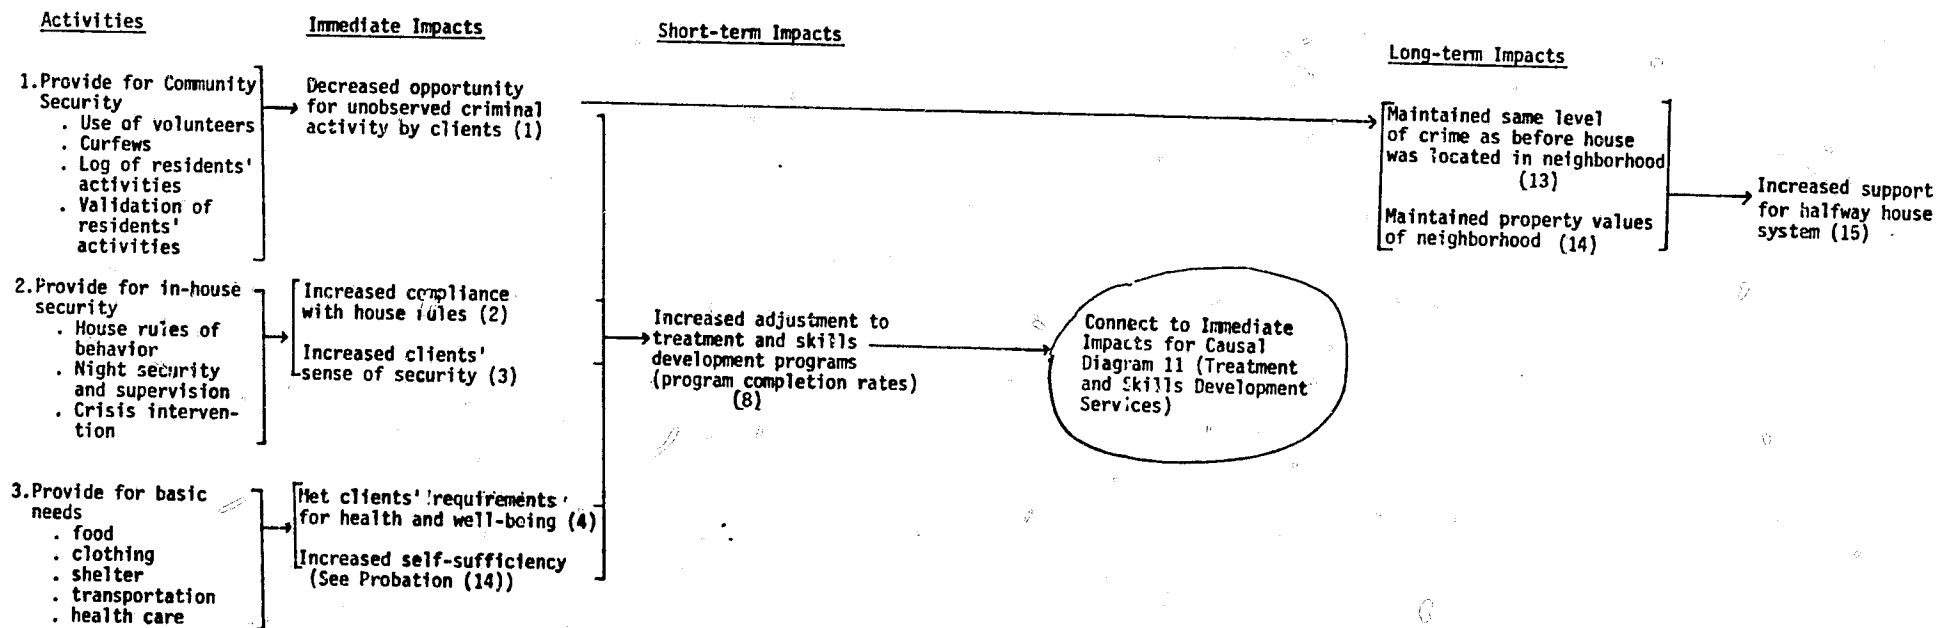 Activities
Immediate Impacts
Short-term Impacts
Long-term Impacts
1.Provide for Community
Security
. Use of volunteers
. Curfews
. Log of residents'
activities
. Validation of
residents'
activities
Decreased opportunity
for unobserved criminal
activity by clients (1)
Maintained same level
of crime as before house
was located in neighborhood
(13)
Maintained property values
of neighborhood (14)
Increased support
for halfway house
system (15)
2.Provide for in-house
security
. House rules of
behavior
. Night security
and supervision
. Crisis interven-
tion
Increased compliance
with house rules (2)
Increased clients'
sense of security (3)
Increased adjustment to
treatment and skills
development programs
(program completion rates)
(8)
Connect to Immediate
Impacts for Causal
Diagram 11 (Treatment
and Skills Development
Services)
3.Provide for basic
needs
. food
. clothing
. shelter
. transportation
. health care
Met clients' requirements
for health and well-being (4)
Increased self-sufficiency
(See Probation (14))